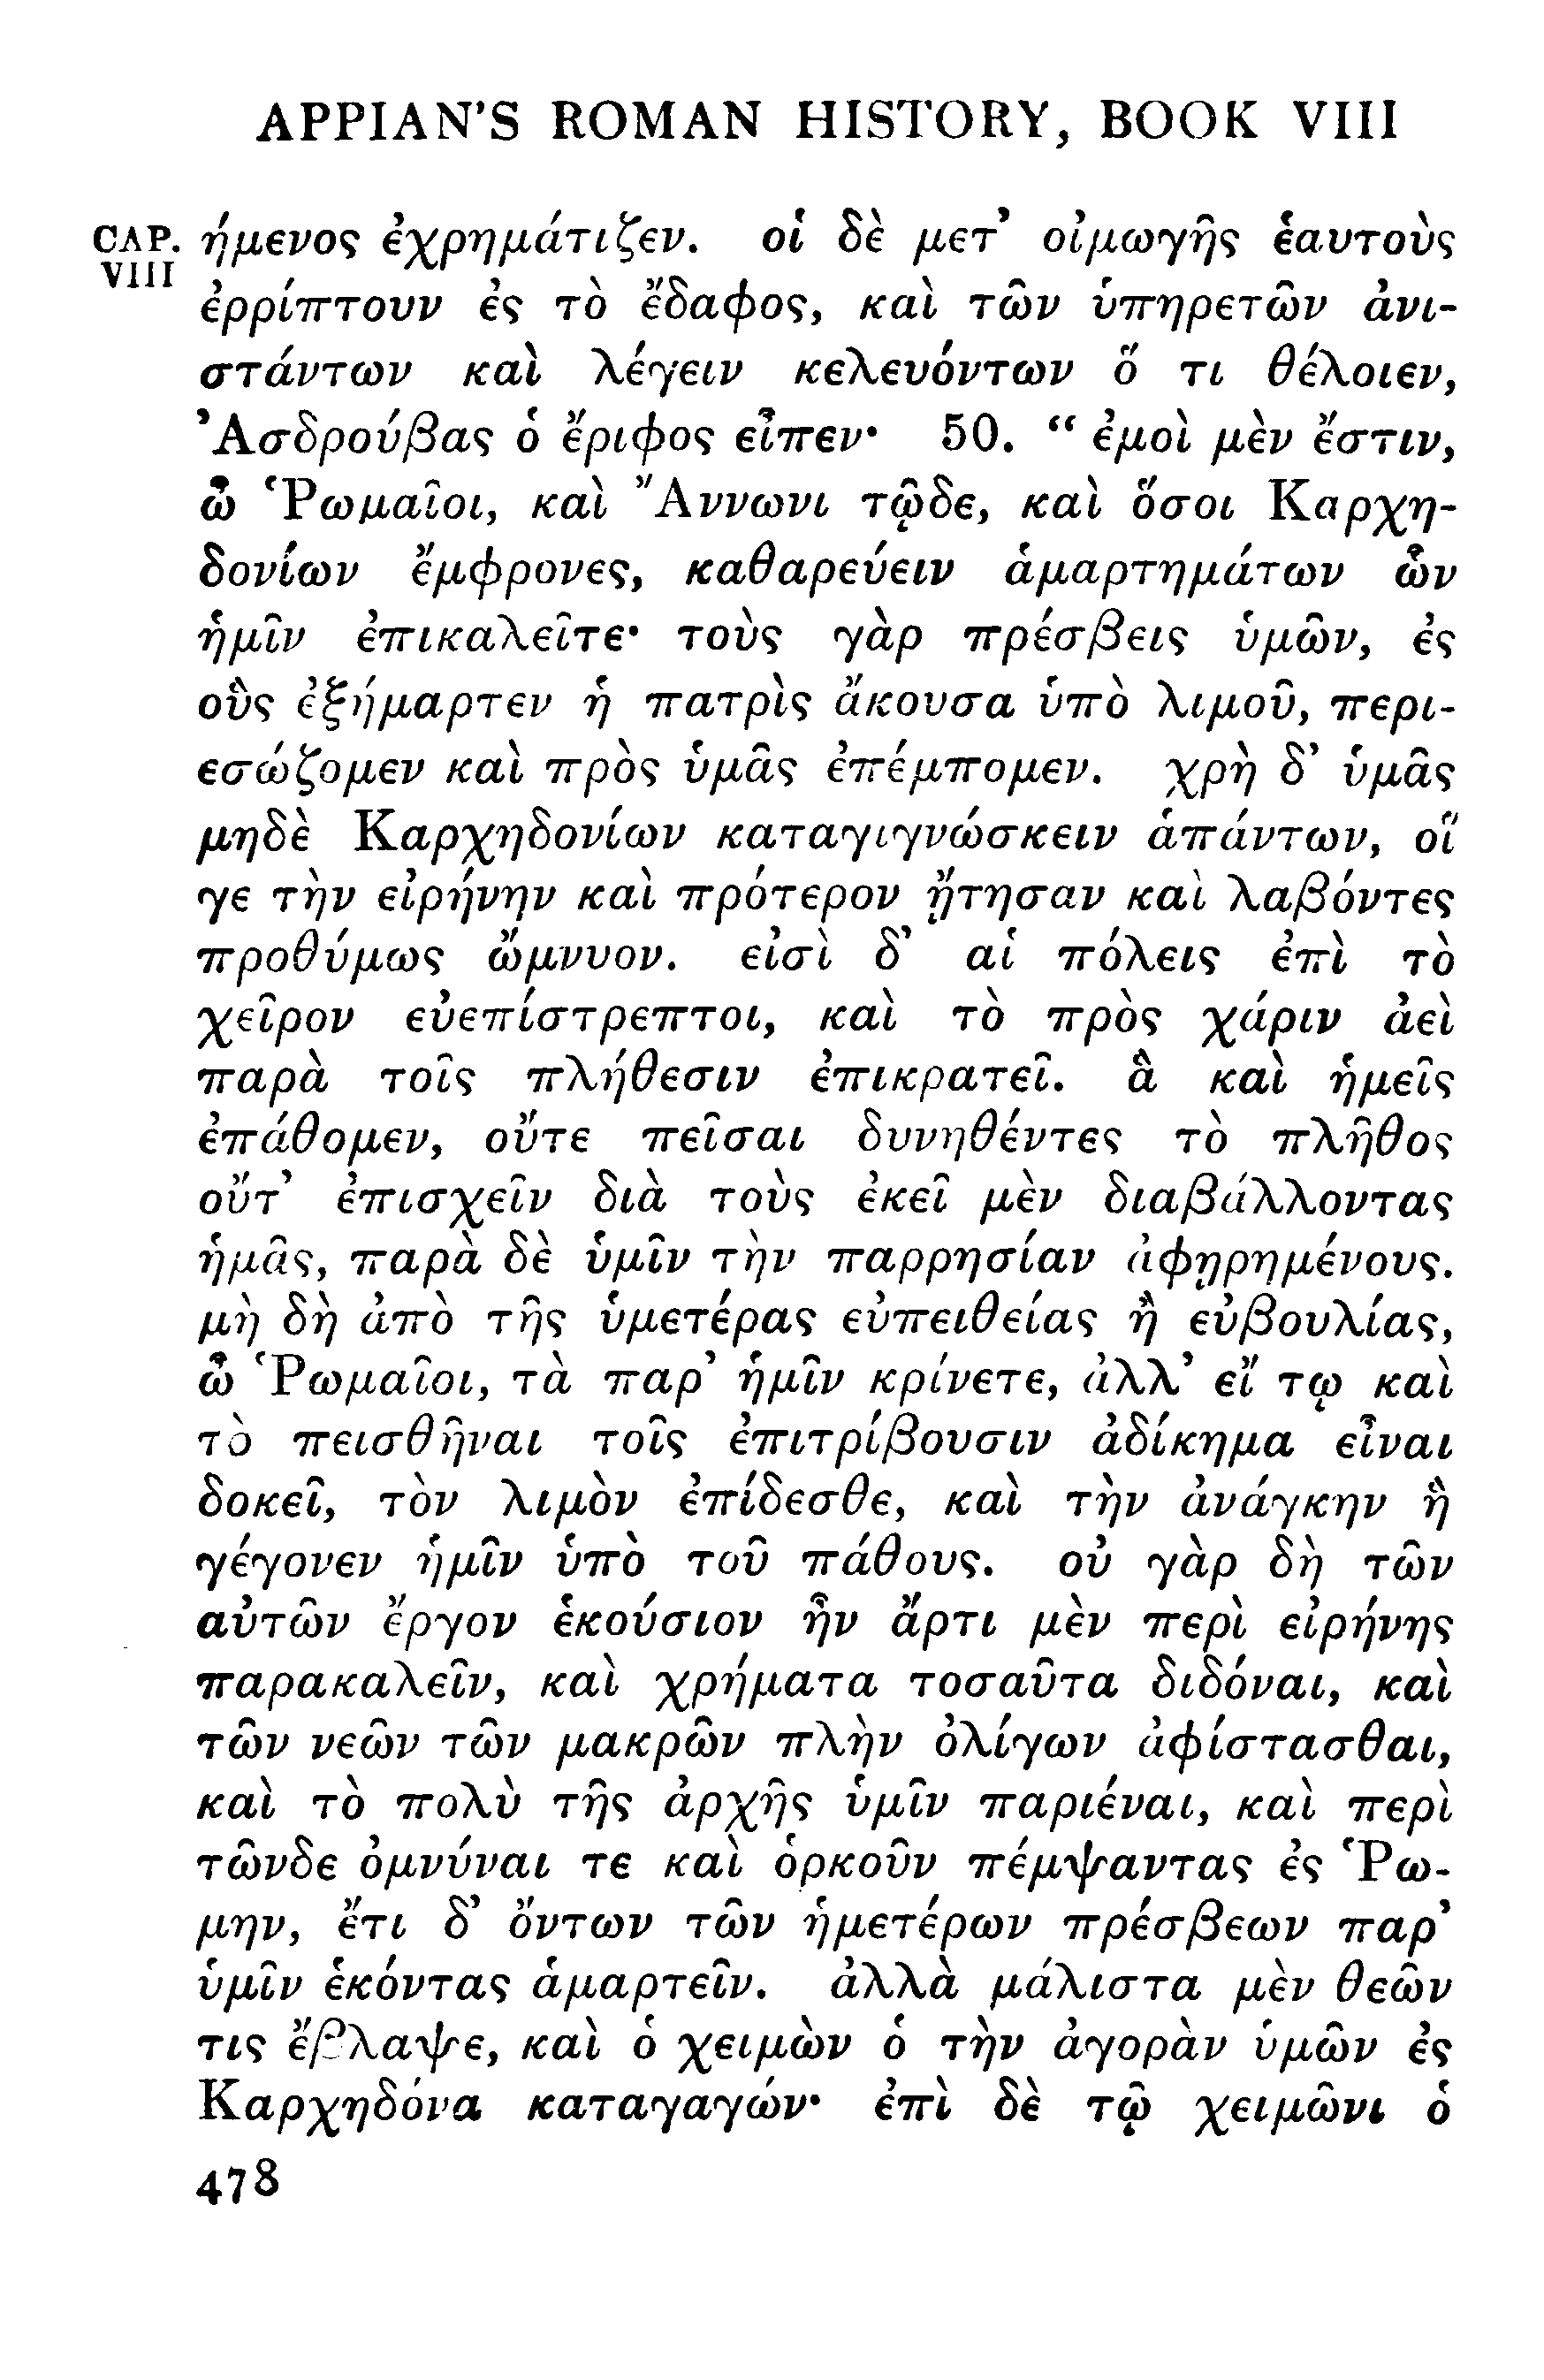 APPIAN'S ROMAN HISTORY, BOOK VIII
CAP. VIII
ήμενος ἐχρημάτιζεν. οἱ δὲ μετ᾿ οἰμωγῆς ἑαυτοὺς
ἐρρίπτουν ἐς τὸ ἔδαφος, καὶ τῶν ὑπηρετῶν ἀνι-
στάντων καὶ λέγειν κελευόντων ὅ τι θέλοιεν,
Ἀσδρούβας ὁ ἔριφος εἶπεν· 50. “ ἐμοὶ μὲν ἔστιν,
ὦ Ῥωμαῖοι, καὶ Ἄννωνι τῷδε, καὶ ὅσοι Καρχη-
δονίων ἔμφρονες, καθαρεύειν ἁμαρτημάτων ὧν
ἡμῖν ἐπικαλεῖτε· τοὺς γὰρ πρέσβεις ὑμῶν, ἐς
οὓς ἐξήμαρτεν ἡ πατρὶς ἄκουσα ὑπὸ λιμοῦ, περι-
εσώζομεν καὶ πρὸς ὑμᾶς ἐπέμπομεν. χρὴ δ᾿ ὑμᾶς
μηδὲ Καρχηδονίων καταγιγνώσκειν ἁπάντων, οἵ
γε τὴν εἰρήνην καὶ πρότερον ᾔτησαν καὶ λαβόντες
προθύμως ὤμνυον. εἰσὶ δ᾿ αἱ πόλεις ἐπὶ τὸ
χεῖρον εὐεπίστρεπτοι, καὶ τὸ πρὸς χάριν ἀεὶ
παρὰ τοῖς πλήθεσιν ἐπικρατεῖ. ἃ καὶ ἡμεῖς
ἐπάθομεν, οὔτε πεῖσαι δυνηθέντες τὸ πλῆθος
οὔτ᾿ ἐπισχεῖν διὰ τοὺς ἐκεῖ μὲν διαβάλλοντας
ἡμᾶς, παρὰ δὲ ὑμῖν τὴν παρρησίαν ἀφῃρημένους.
μὴ δὴ ἀπὸ τῆς ὑμετέρας εὐπειθείας ἢ εὐβουλίας,
ὦ Ῥωμαῖοι, τὰ παρ᾿ ἡμῖν κρίνετε, ἀλλ᾿ εἴ τῳ καὶ
τὸ πεισθῆναι τοῖς ἐπιτρίβουσιν ἀδίκημα εἶναι
δοκεῖ, τὸν λιμὸν ἐπίδεσθε, καὶ τὴν ἀνάγκην ἣ
γέγονεν ἡμῖν ὑπὸ τοῦ πάθους. οὐ γὰρ δὴ τῶν
αὐτῶν ἔργον ἑκούσιον ἦν ἄρτι μὲν περὶ εἰρήνης
παρακαλεῖν, καὶ χρήματα τοσαῦτα διδόναι, καὶ
τῶν νεῶν τῶν μακρῶν πλὴν ὀλίγων ἀφίστασθαι,
καὶ τὸ πολὺ τῆς ἀρχῆς ὑμῖν παριέναι, καὶ περὶ
τῶνδε ὀμνύναι τε καὶ ὁρκοῦν πέμψαντας ἐς Ῥώ-
μην, ἔτι δ᾿ ὄντων τῶν ἡμετέρων πρέσβεων παρ᾿
ὑμῖν ἑκόντας ἁμαρτεῖν. ἀλλὰ μάλιστα μὲν θεῶν
τις ἔβλαψε, καὶ ὁ χειμὼν ὁ τὴν ἀγορὰν ὑμῶν ἐς
Καρχηδόνα καταγαγών· ἐπὶ δὲ τῷ χειμῶνι ὁ
478